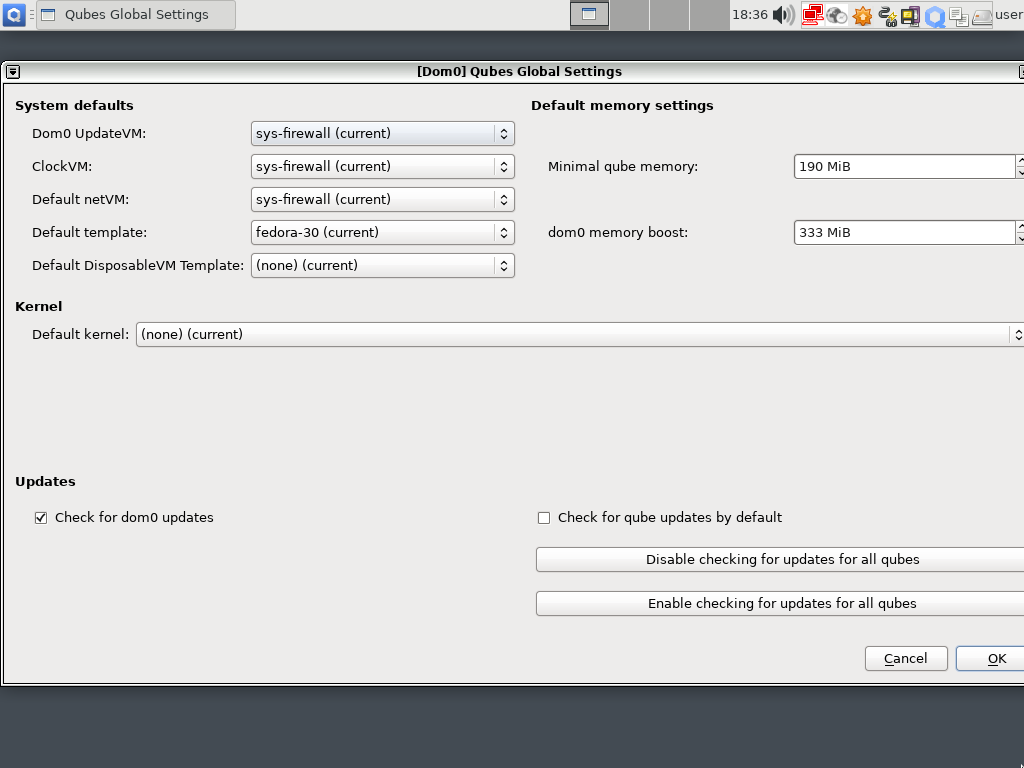 Qubes Global Settings
18:36
user
[Dom0] Qubes Global Settings
System defaults
Dom0 UpdateVM: sys-firewall (current)
ClockVM: sys-firewall (current)
Default netVM: sys-firewall (current)
Default template: fedora-30 (current)
Default DisposableVM Template: (none) (current)
Default memory settings
Minimal qube memory: 190 MiB
dom0 memory boost: 333 MiB
Kernel
Default kernel: (none) (current)
Updates
Check for dom0 updates
Check for qube updates by default
Disable checking for updates for all qubes
Enable checking for updates for all qubes
Cancel
OK